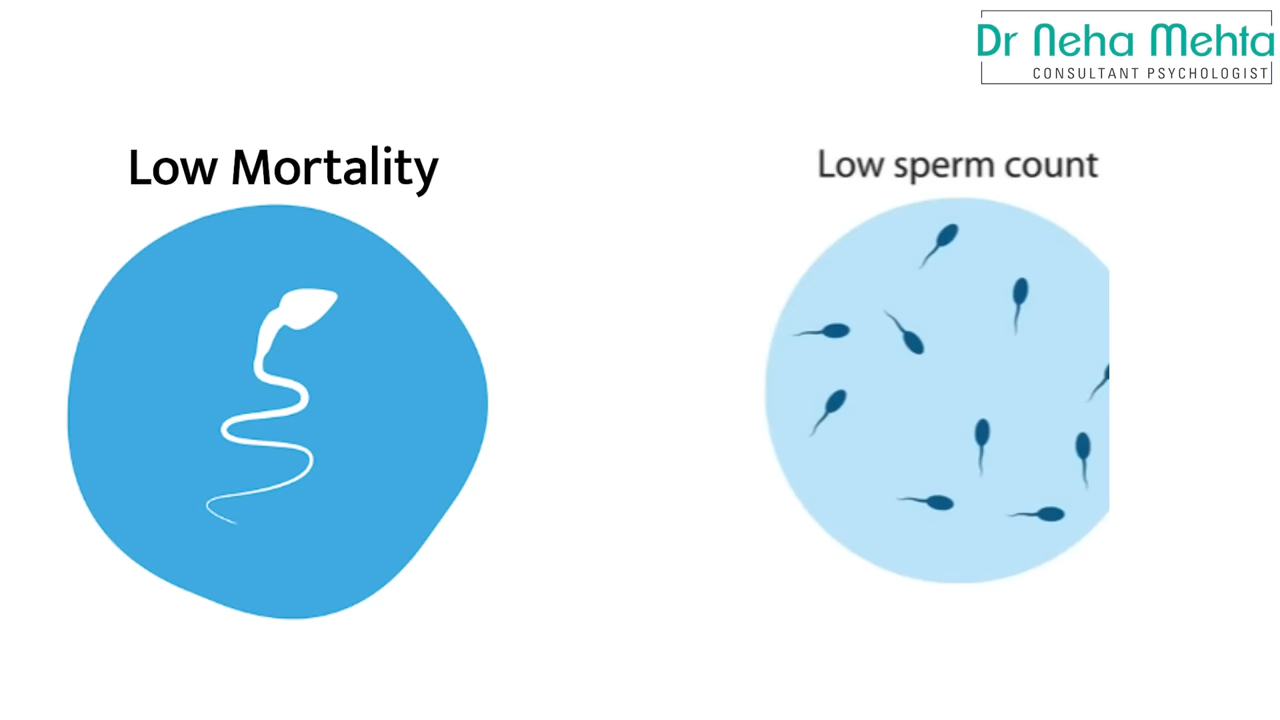 Dr Neha Mehta
CONSULTANT PSYCHOLOGIST
Low Mortality
Low sperm count